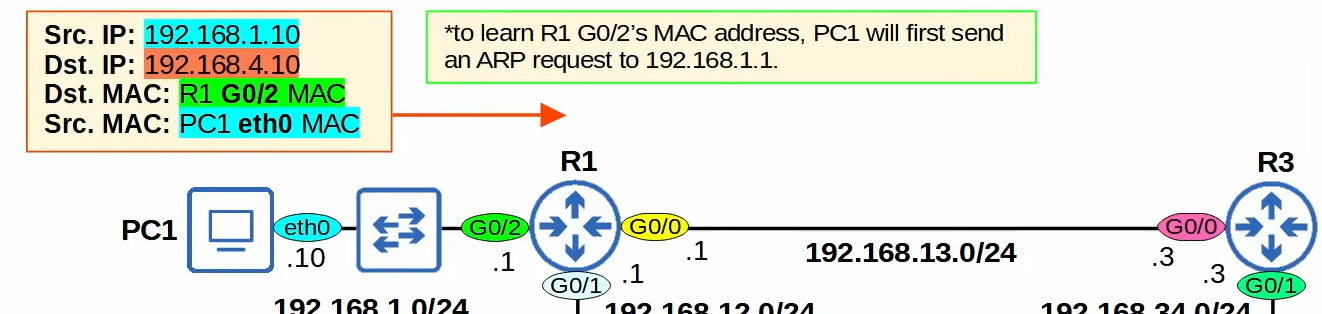 Src. IP: 192.168.1.10
Dst. IP: 192.168.4.10
Dst. MAC: R1 G0/2 MAC
Src. MAC: PC1 eth0 MAC
*to learn R1 G0/2’s MAC address, PC1 will first send
an ARP request to 192.168.1.1.
R1
R3
PC1
eth0
G0/2
G0/0
G0/0
.10
.1
.1
192.168.13.0/24
.3
.3
G0/1
.1
G0/1
192.168.1.0/24
192.168.12.0/24
192.168.34.0/24